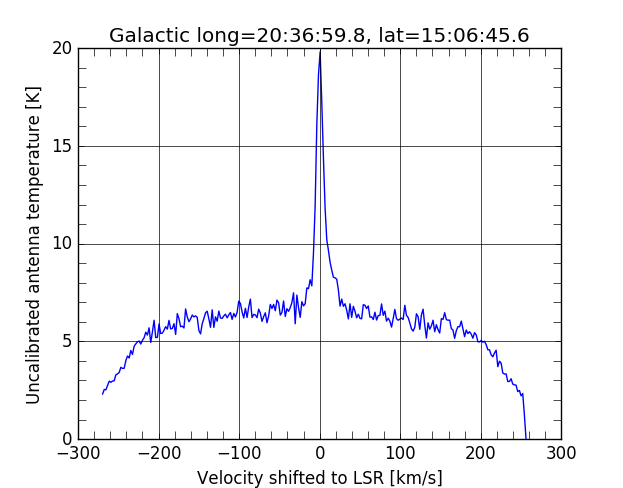 Galactic long=20:36:59.8, lat=15:06:45.6
Uncalibrated antenna temperature [K]
20
15
10
5
0
−300 −200 −100 0 100 200 300
Velocity shifted to LSR [km/s]